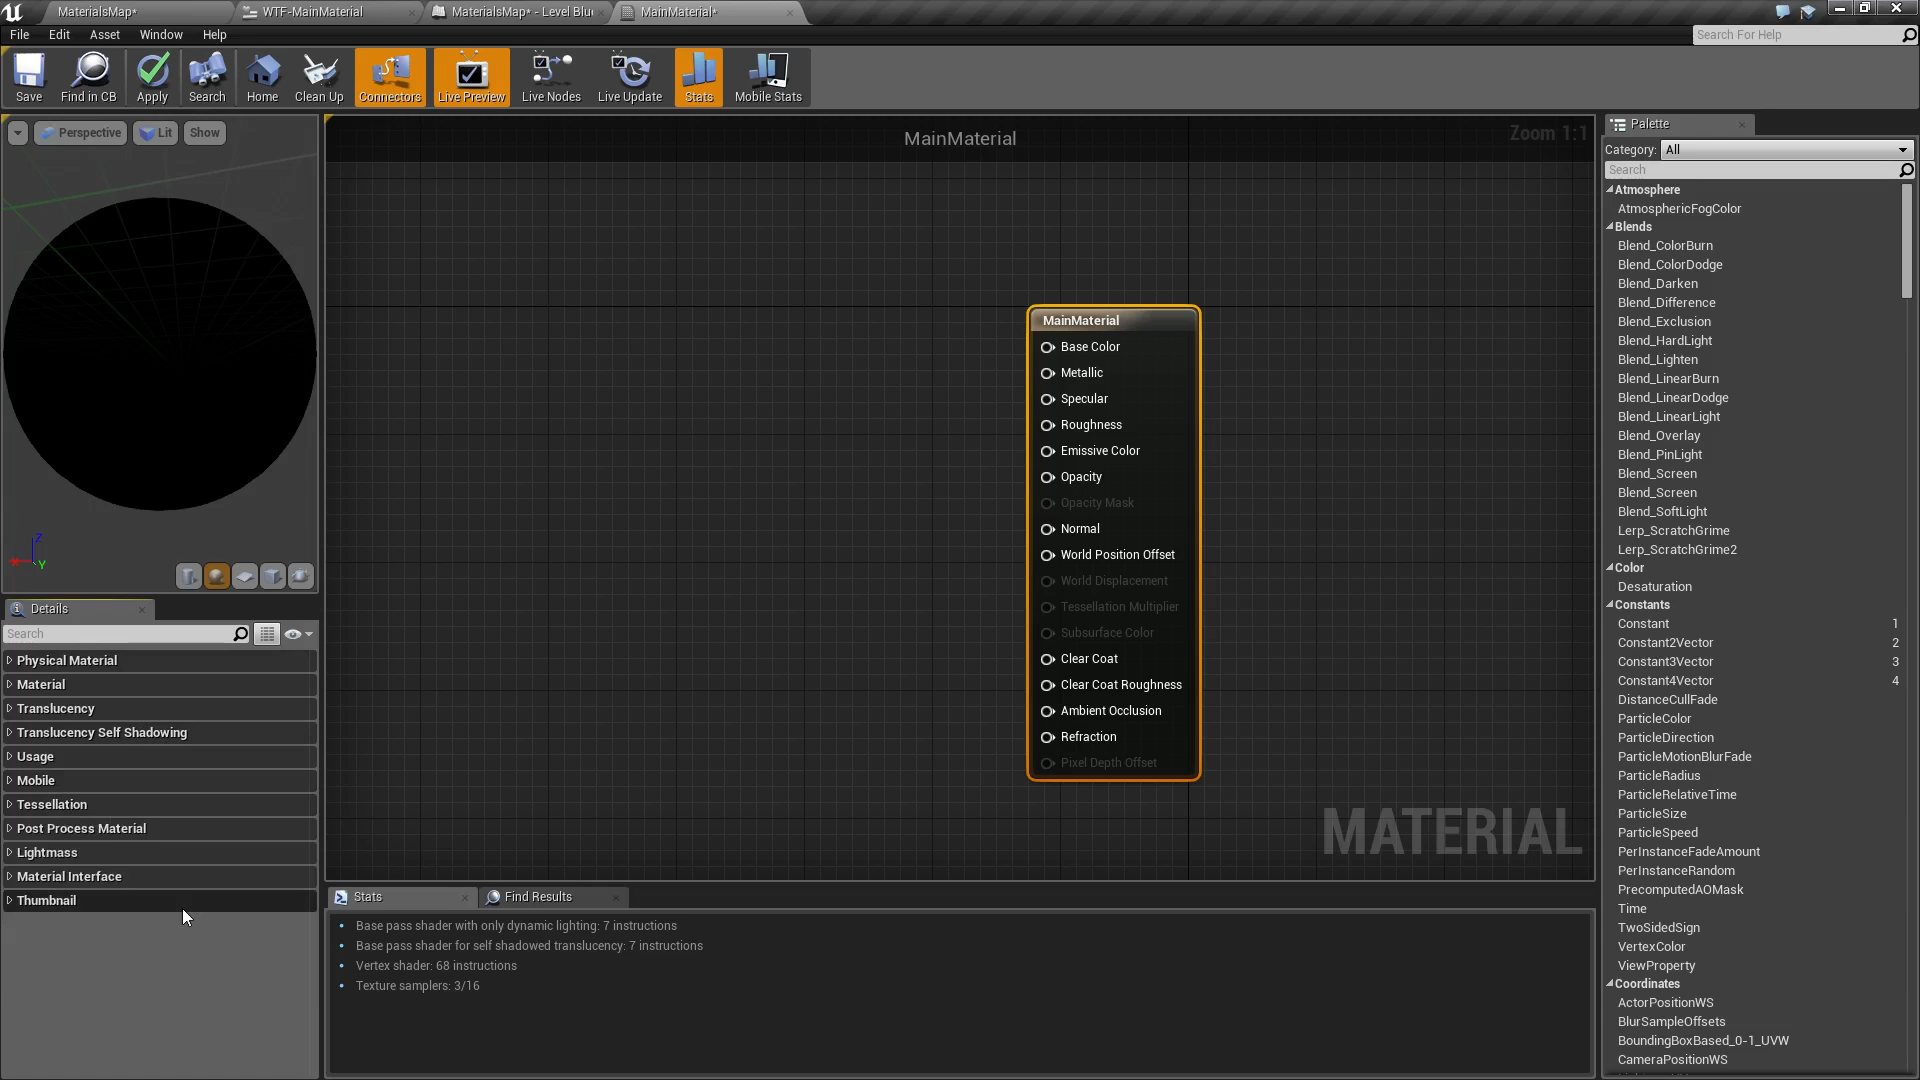 MaterialsMap*
WTF-MainMaterial
MaterialsMap* - Level Blu
MainMaterial*
File Edit Asset Window Help
Search For Help
Save
Find in CB
Apply
Search
Home
Clean Up
Connectors
Live Preview
Live Nodes
Live Update
Stats
Mobile Stats
Perspective
Lit
Show
Z
X
Y
Details
Search
Physical Material
Material
Translucency
Translucency Self Shadowing
Usage
Mobile
Tessellation
Post Process Material
Lightmass
Material Interface
Thumbnail
MainMaterial
Zoom 1:1
MainMaterial
Base Color
Metallic
Specular
Roughness
Emissive Color
Opacity
Opacity Mask
Normal
World Position Offset
World Displacement
Tessellation Multiplier
Subsurface Color
Clear Coat
Clear Coat Roughness
Ambient Occlusion
Refraction
Pixel Depth Offset
MATERIAL
Stats
Find Results
Base pass shader with only dynamic lighting: 7 instructions
Base pass shader for self shadowed translucency: 7 instructions
Vertex shader: 68 instructions
Texture samplers: 3/16
Palette
Category: All
Search
Atmosphere
AtmosphericFogColor
Blends
Blend_ColorBurn
Blend_ColorDodge
Blend_Darken
Blend_Difference
Blend_Exclusion
Blend_HardLight
Blend_Lighten
Blend_LinearBurn
Blend_LinearDodge
Blend_LinearLight
Blend_Overlay
Blend_PinLight
Blend_Screen
Blend_Screen
Blend_SoftLight
Lerp_ScratchGrime
Lerp_ScratchGrime2
Color
Desaturation
Constants
Constant 1
Constant2Vector 2
Constant3Vector 3
Constant4Vector 4
DistanceCullFade
ParticleColor
ParticleDirection
ParticleMotionBlurFade
ParticleRadius
ParticleRelativeTime
ParticleSize
ParticleSpeed
PerInstanceFadeAmount
PerInstanceRandom
PrecomputedAOMask
Time
TwoSidedSign
VertexColor
ViewProperty
Coordinates
ActorPositionWS
BlurSampleOffsets
BoundingBoxBased_0-1_UVW
CameraPositionWS